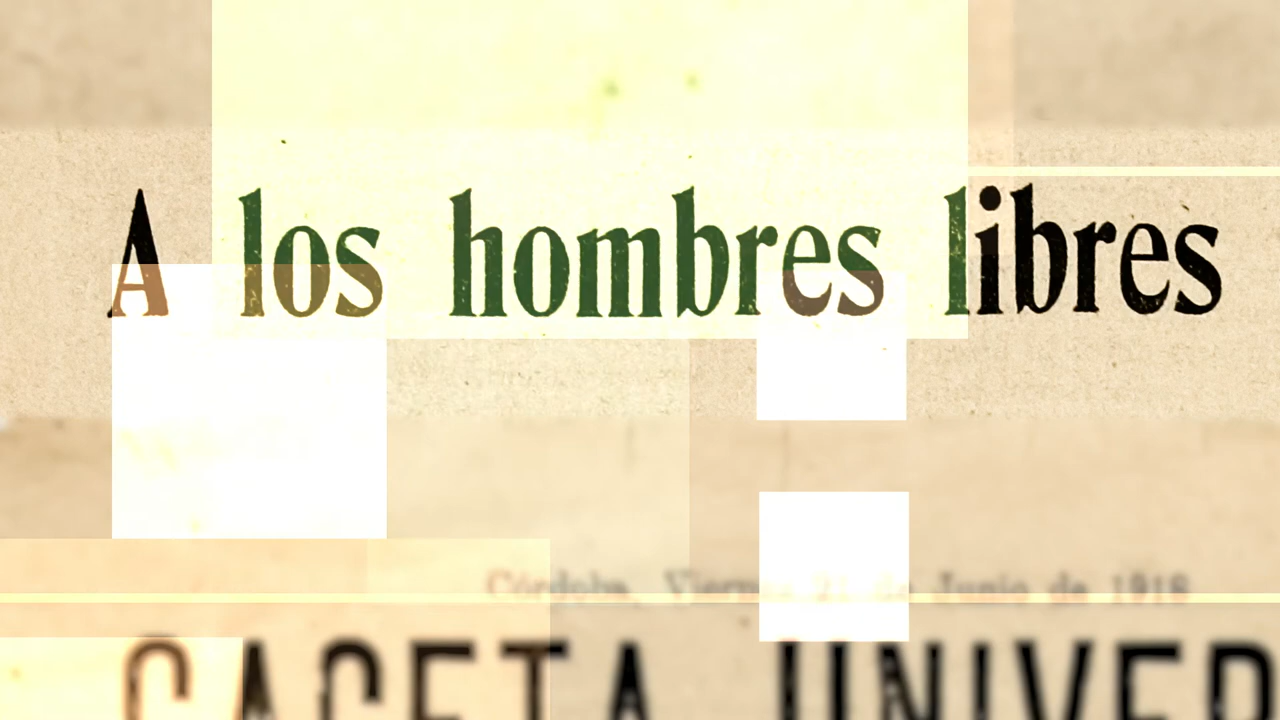 A los hombres libres
Córdoba, Viernes 21 de Junio de 1918
GACETA UNIVER